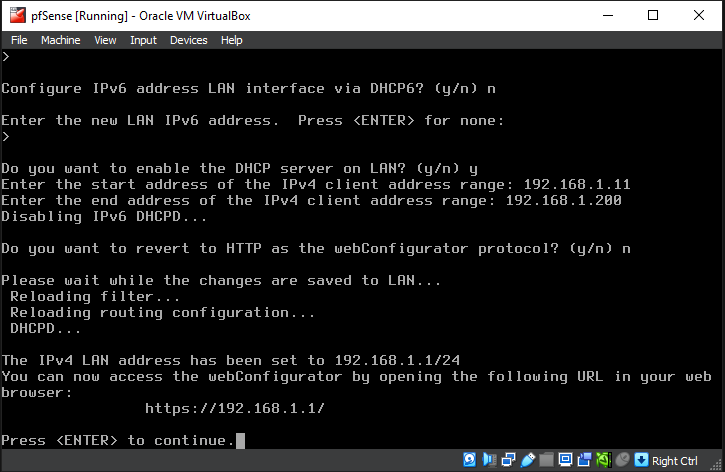 pfSense [Running] - Oracle VM VirtualBox
File Machine View Input Devices Help
>
Configure IPv6 address LAN interface via DHCP6? (y/n) n
Enter the new LAN IPv6 address.  Press <ENTER> for none:
>
Do you want to enable the DHCP server on LAN? (y/n) y
Enter the start address of the IPv4 client address range: 192.168.1.11
Enter the end address of the IPv4 client address range: 192.168.1.200
Disabling IPv6 DHCPD...
Do you want to revert to HTTP as the webConfigurator protocol? (y/n) n
Please wait while the changes are saved to LAN...
 Reloading filter...
 Reloading routing configuration...
 DHCPD...
The IPv4 LAN address has been set to 192.168.1.1/24
You can now access the webConfigurator by opening the following URL in your web
browser:
                https://192.168.1.1/
Press <ENTER> to continue.
Right Ctrl